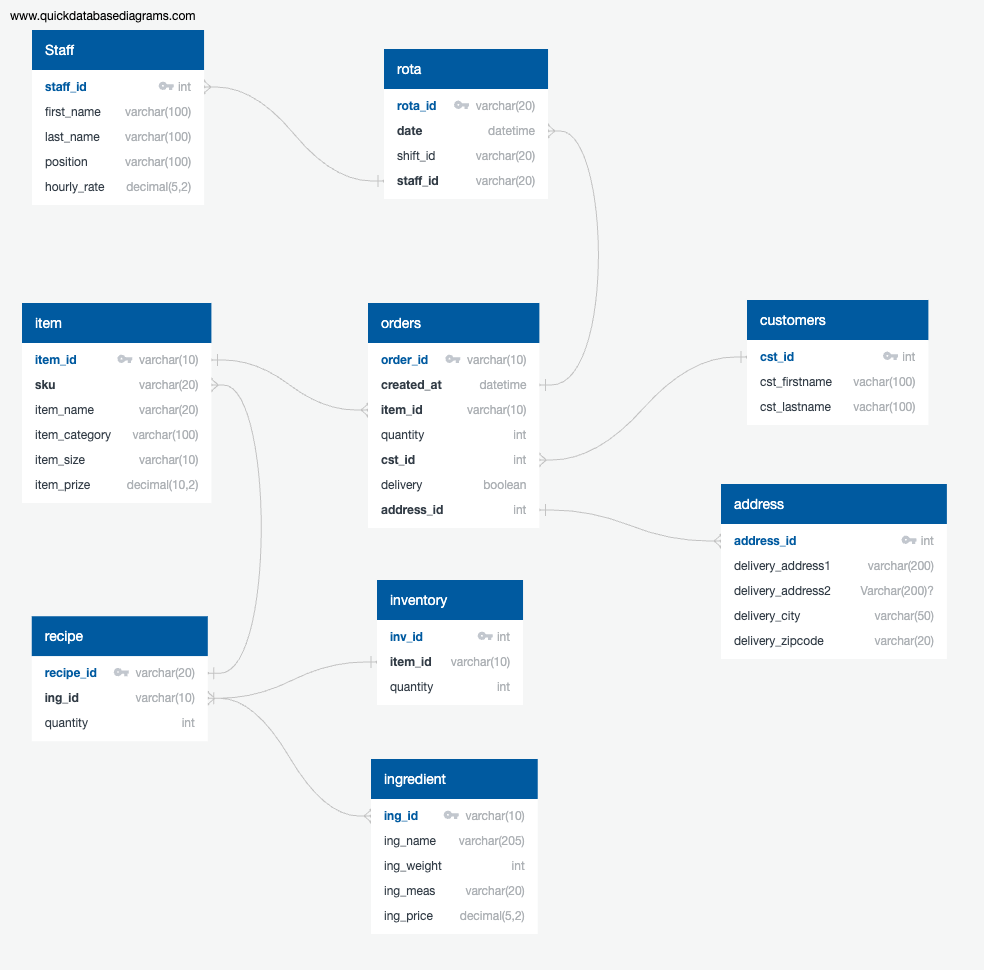 www.quickdatabasediagrams.com
Staff
staff_id int
first_name varchar(100)
last_name varchar(100)
position varchar(100)
hourly_rate decimal(5,2)
rota
rota_id varchar(20)
date datetime
shift_id varchar(20)
staff_id varchar(20)
item
item_id varchar(10)
sku varchar(20)
item_name varchar(20)
item_category varchar(100)
item_size varchar(10)
item_prize decimal(10,2)
orders
order_id varchar(10)
created_at datetime
item_id varchar(10)
quantity int
cst_id int
delivery boolean
address_id int
customers
cst_id int
cst_firstname vachar(100)
cst_lastname vachar(100)
address
address_id int
delivery_address1 varchar(200)
delivery_address2 Varchar(200)?
delivery_city varchar(50)
delivery_zipcode varchar(20)
recipe
recipe_id varchar(20)
ing_id varchar(10)
quantity int
inventory
inv_id int
item_id varchar(10)
quantity int
ingredient
ing_id varchar(10)
ing_name varchar(205)
ing_weight int
ing_meas varchar(20)
ing_price decimal(5,2)